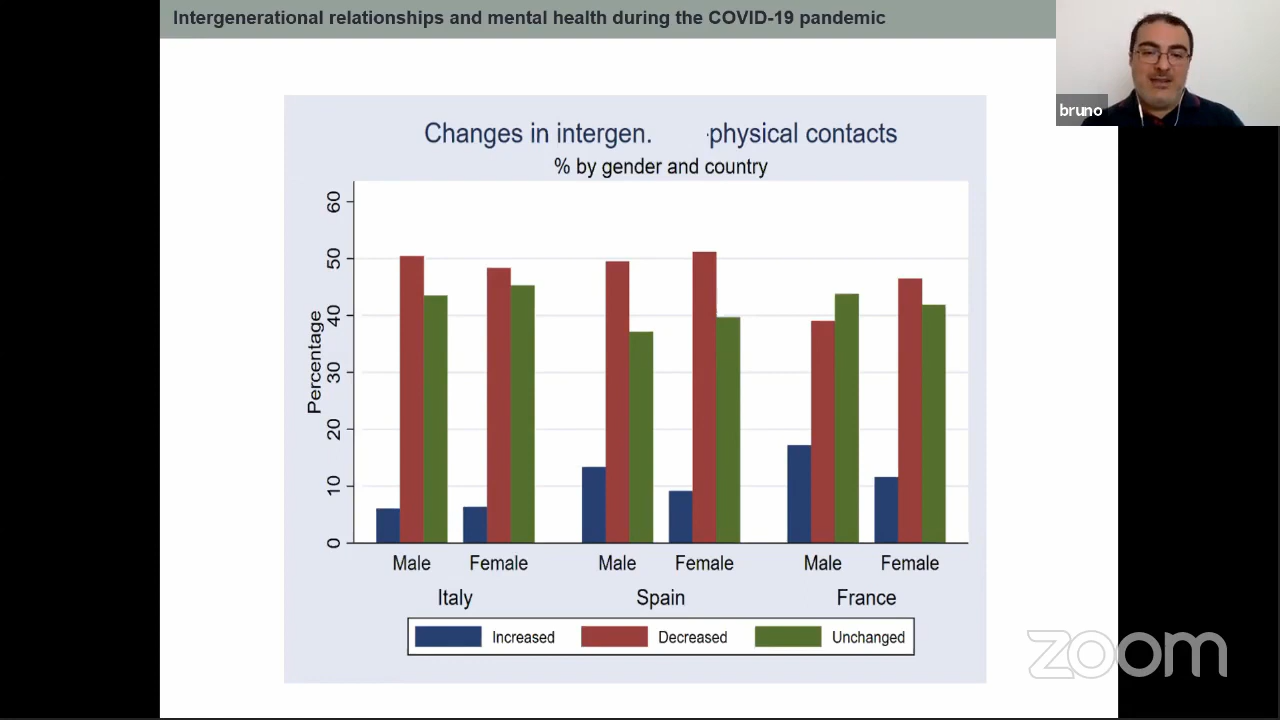 Intergenerational relationships and mental health during the COVID-19 pandemic
bruno
Changes in intergen. physical contacts
% by gender and country
Percentage
60
50
40
30
20
10
0
Male Female Male Female Male Female
Italy Spain France
Increased Decreased Unchanged
zoom